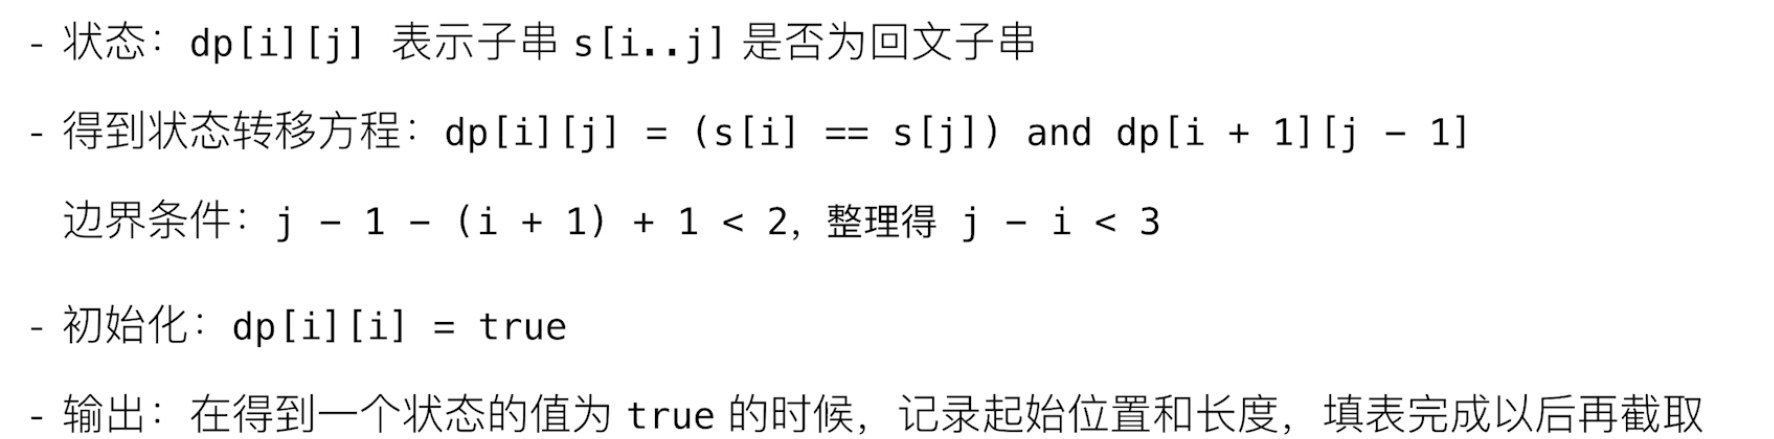 - 状态：dp[i][j] 表示子串 s[i..j] 是否为回文子串
- 得到状态转移方程：dp[i][j] = (s[i] == s[j]) and dp[i + 1][j - 1]
边界条件：j - 1 - (i + 1) + 1 < 2，整理得 j - i < 3
- 初始化：dp[i][i] = true
- 输出：在得到一个状态的值为 true 的时候，记录起始位置和长度，填表完成以后再截取